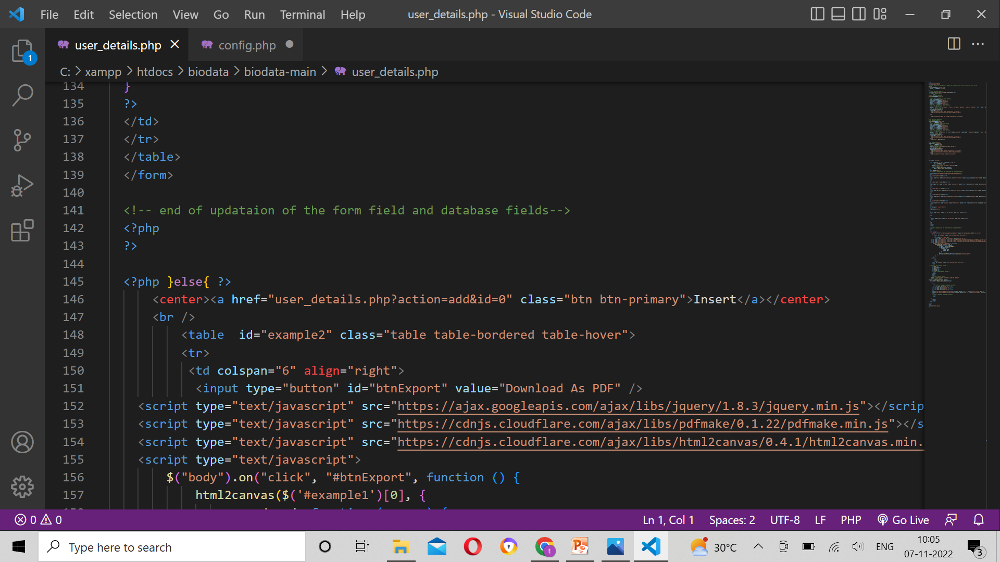 File Edit Selection View Go Run Terminal Help user_details.php - Visual Studio Code
1
user_details.php config.php
C: > xampp > htdocs > biodata > biodata-main > user_details.php
134 }
135 ?>
136 </td>
137 </tr>
138 </table>
139 </form>
140
141 <!-- end of updataion of the form field and database fields-->
142 <?php
143 ?>
144
145 <?php }else{ ?>
146 <center><a href="user_details.php?action=add&id=0" class="btn btn-primary">Insert</a></center>
147 <br />
148 <table  id="example2" class="table table-bordered table-hover">
149 <tr>
150 <td colspan="6" align="right">
151 <input type="button" id="btnExport" value="Download As PDF" />
152 <script type="text/javascript" src="https://ajax.googleapis.com/ajax/libs/jquery/1.8.3/jquery.min.js"></scrip
153 <script type="text/javascript" src="https://cdnjs.cloudflare.com/ajax/libs/pdfmake/0.1.22/pdfmake.min.js"></s
154 <script type="text/javascript" src="https://cdnjs.cloudflare.com/ajax/libs/html2canvas/0.4.1/html2canvas.min.
155 <script type="text/javascript">
156 $("body").on("click", "#btnExport", function () {
157 html2canvas($('#example1')[0], {
0 0 Ln 1, Col 1 Spaces: 2 UTF-8 LF PHP Go Live
Type here to search 30°C ENG 10:05
07-11-2022 3